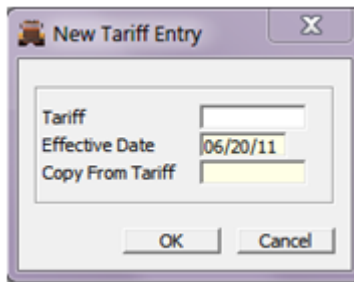 New Tariff Entry
Tariff
Effective Date 06/20/11
Copy From Tariff
OK Cancel